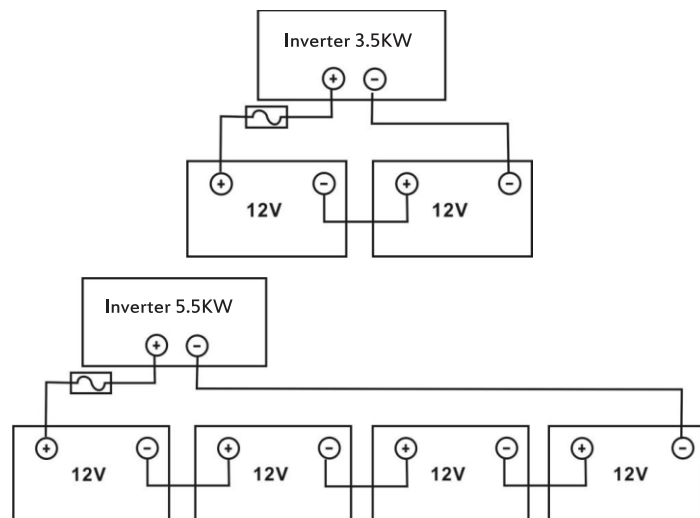 Inverter 3.5KW
+ −
+ − + −
12V 12V
Inverter 5.5KW
+ −
+ − + − + − + −
12V 12V 12V 12V